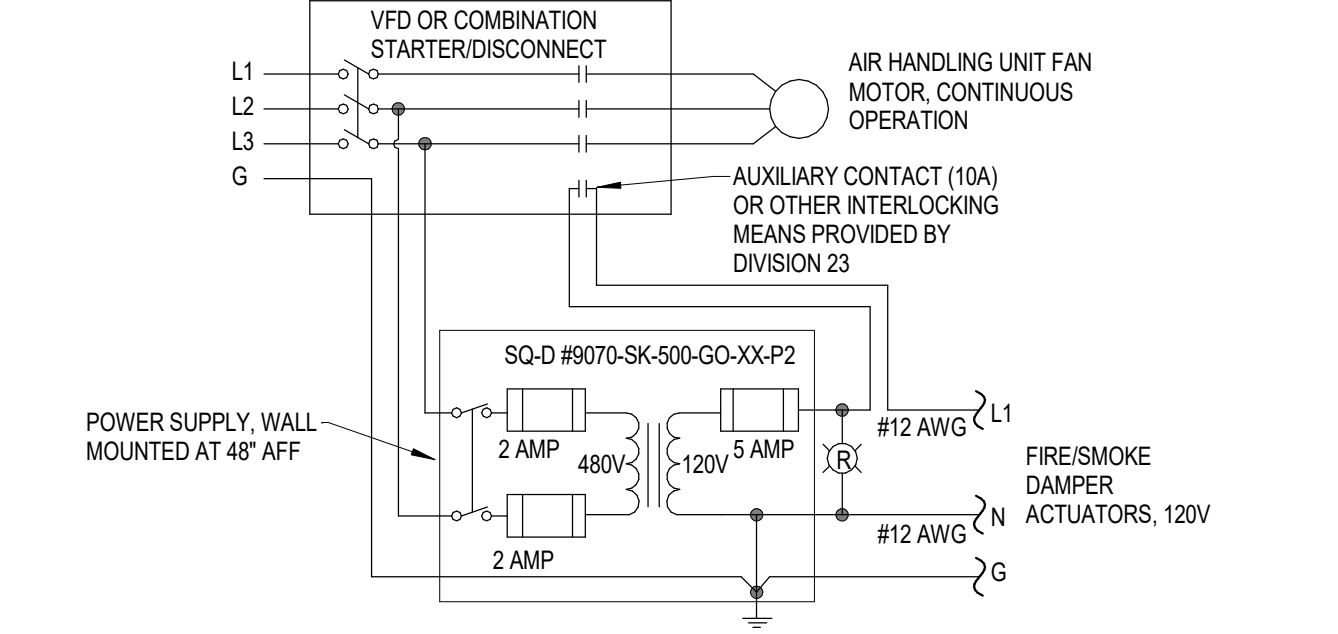 VFD OR COMBINATION
STARTER/DISCONNECT
L1
L2
L3
G
AIR HANDLING UNIT FAN
MOTOR, CONTINUOUS
OPERATION
AUXILIARY CONTACT (10A)
OR OTHER INTERLOCKING
MEANS PROVIDED BY
DIVISION 23
SQ-D #9070-SK-500-GO-XX-P2
POWER SUPPLY, WALL
MOUNTED AT 48" AFF
2 AMP
480V
120V
5 AMP
2 AMP
R
#12 AWG
L1
#12 AWG
N
G
FIRE/SMOKE
DAMPER
ACTUATORS, 120V